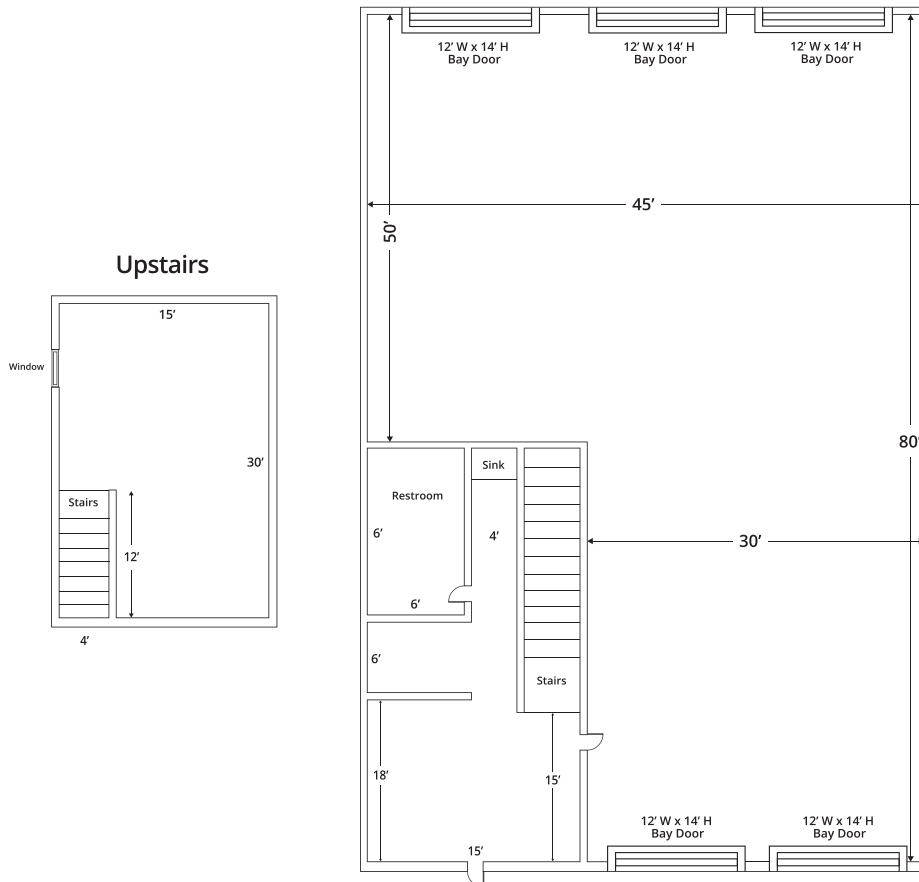 12’ W x 14’ H
Bay Door
12’ W x 14’ H
Bay Door
12’ W x 14’ H
Bay Door
45’
50’
Upstairs
15’
Window
30’
Stairs
12’
4’
80’
Sink
Restroom
6’
4’
30’
6’
6’
Stairs
18’
15’
15’
12’ W x 14’ H
Bay Door
12’ W x 14’ H
Bay Door